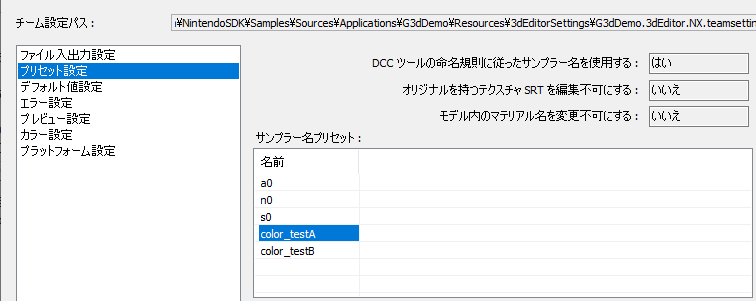 チーム設定パス :
ı¥NintendoSDK¥Samples¥Sources¥Applications¥G3dDemo¥Resources¥3dEditorSettings¥G3dDemo.3dEditor.NX.teamsettin
ファイル入出力設定
プリセット設定
デフォルト値設定
エラー設定
プレビュー設定
カラー設定
プラットフォーム設定
DCC ツールの命名規則に従ったサンプラー名を使用する : はい
オリジナルを持つテクスチャ SRT を編集不可にする : いいえ
モデル内のマテリアル名を変更不可にする : いいえ
サンプラー名プリセット :
名前
a0
n0
s0
color_testA
color_testB